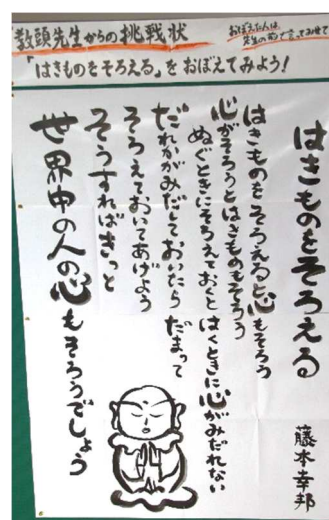 教頭先生からの挑戦状
おぼえた人は、
先生の前で言ってみせて
「はきものをそろえる」を おぼえてみよう!
はきものをそろえる
藤本幸邦
はきものをそろえると心もそろう
心がそろうとはきものもそろう
ぬぐときにそろえておくと はくときに心がみだれない
だれかがみだしておいたら だまって
そろえておいてあげよう
そうすればきっと
世界中の人の心もそろうでしょう